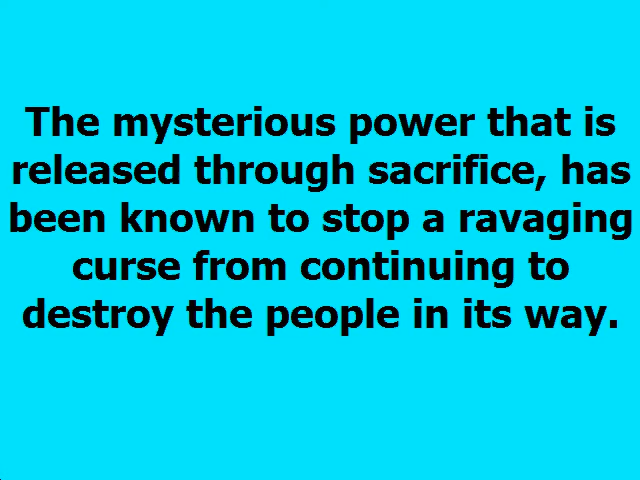 The mysterious power that is
released through sacrifice, has
been known to stop a ravaging
curse from continuing to
destroy the people in its way.